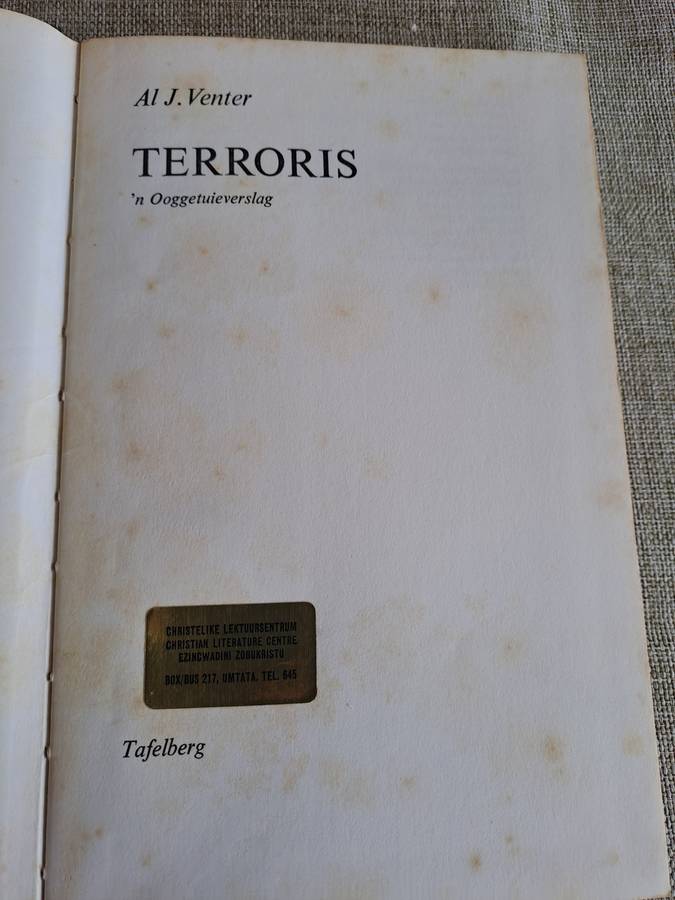 Al J. Venter
TERRORIS
'n Ooggetuieverslag
CHRISTELIKE LEKTUURSENTRUM
CHRISTIAN LITERATURE CENTRE
EZINCWADINI ZOBUKRISTU
BOX/BUS 217, UMTATA. TEL. 645
Tafelberg